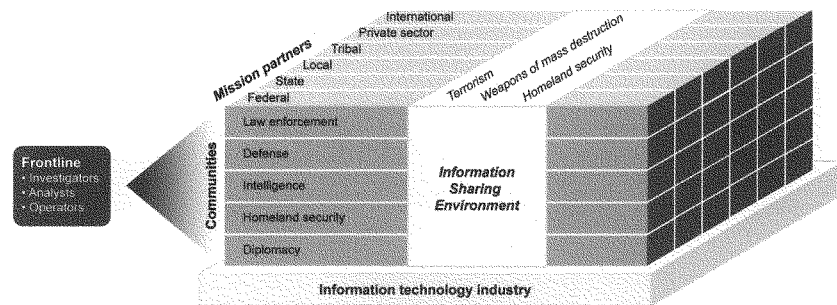 International
Private sector
Tribal
Local
State
Federal
Mission partners
Terrorism
Weapons of mass destruction
Homeland security
Law enforcement
Defense
Intelligence
Homeland security
Diplomacy
Communities
Information
Sharing
Environment
Frontline
• Investigators
• Analysts
• Operators
Information technology industry